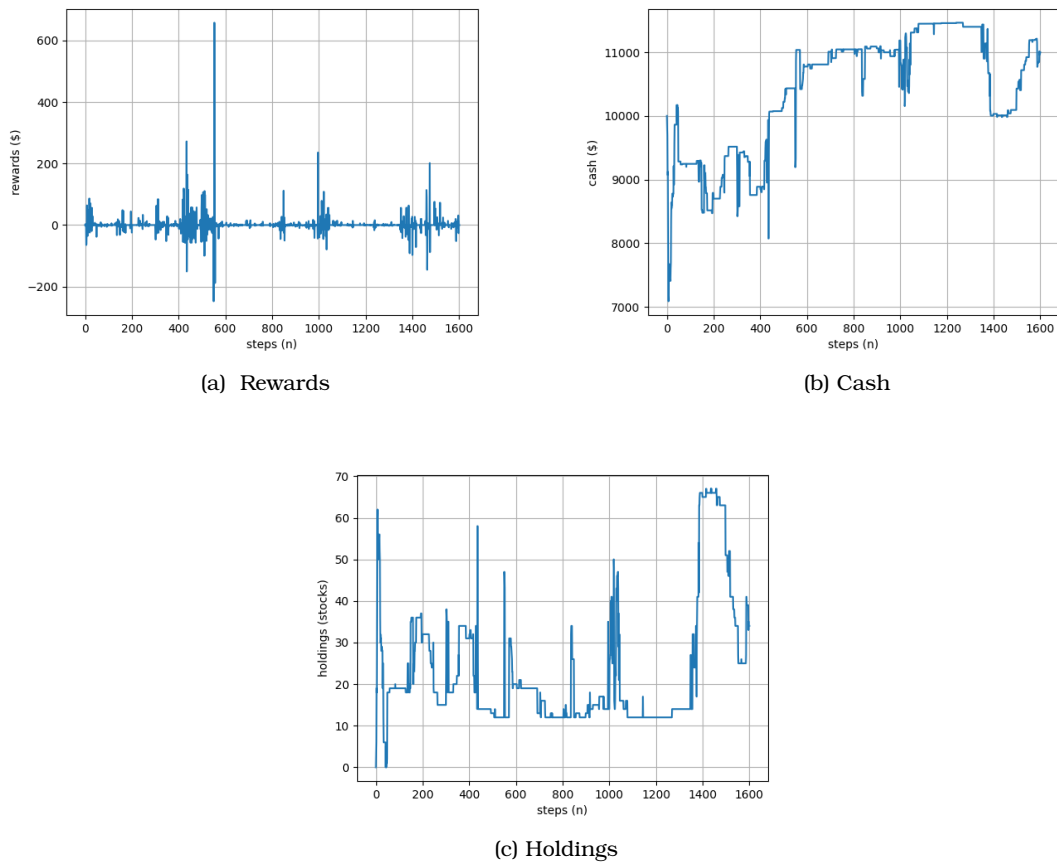 600
400
200
0
−200
rewards ($)
0 200 400 600 800 1000 1200 1400 1600
steps (n)
(a) Rewards
11000
10000
9000
8000
7000
cash ($)
0 200 400 600 800 1000 1200 1400 1600
steps (n)
(b) Cash
70
60
50
40
30
20
10
0
holdings (stocks)
0 200 400 600 800 1000 1200 1400 1600
steps (n)
(c) Holdings